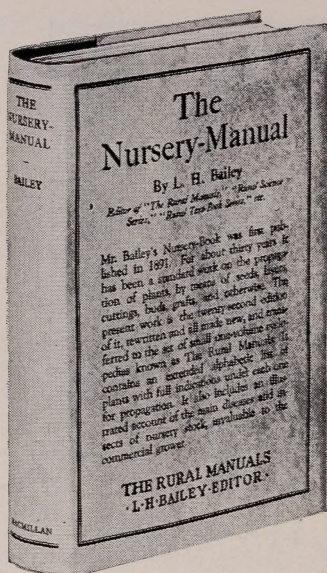 THE
NURSERY-
MANUAL
BAILEY
MACMILLAN
The
Nursery-Manual
By L. H. Bailey
Editor of "The Rural Manuals," "Rural Science
Series," "Rural Text-Book Series," etc.
Mr. Bailey's Nursery-Book was first pub-
lished in 1891. For about thirty years it
has been a standard work on the propaga-
tion of plants, by means of seeds, layers,
cuttings, buds, grafts, and otherwise. The
present work is the twenty-second edition
of it, rewritten and all made new, and trans-
ferred to the set of small one-volume cyclo-
pedias known as The Rural Manuals. It
contains an extended alphabetic list of
plants with full indications under each one
for propagation. It also includes an illus-
trated account of the main diseases and in-
sects of nursery stock, invaluable to the
commercial grower.
THE RURAL MANUALS
·L·H·BAILEY·EDITOR·